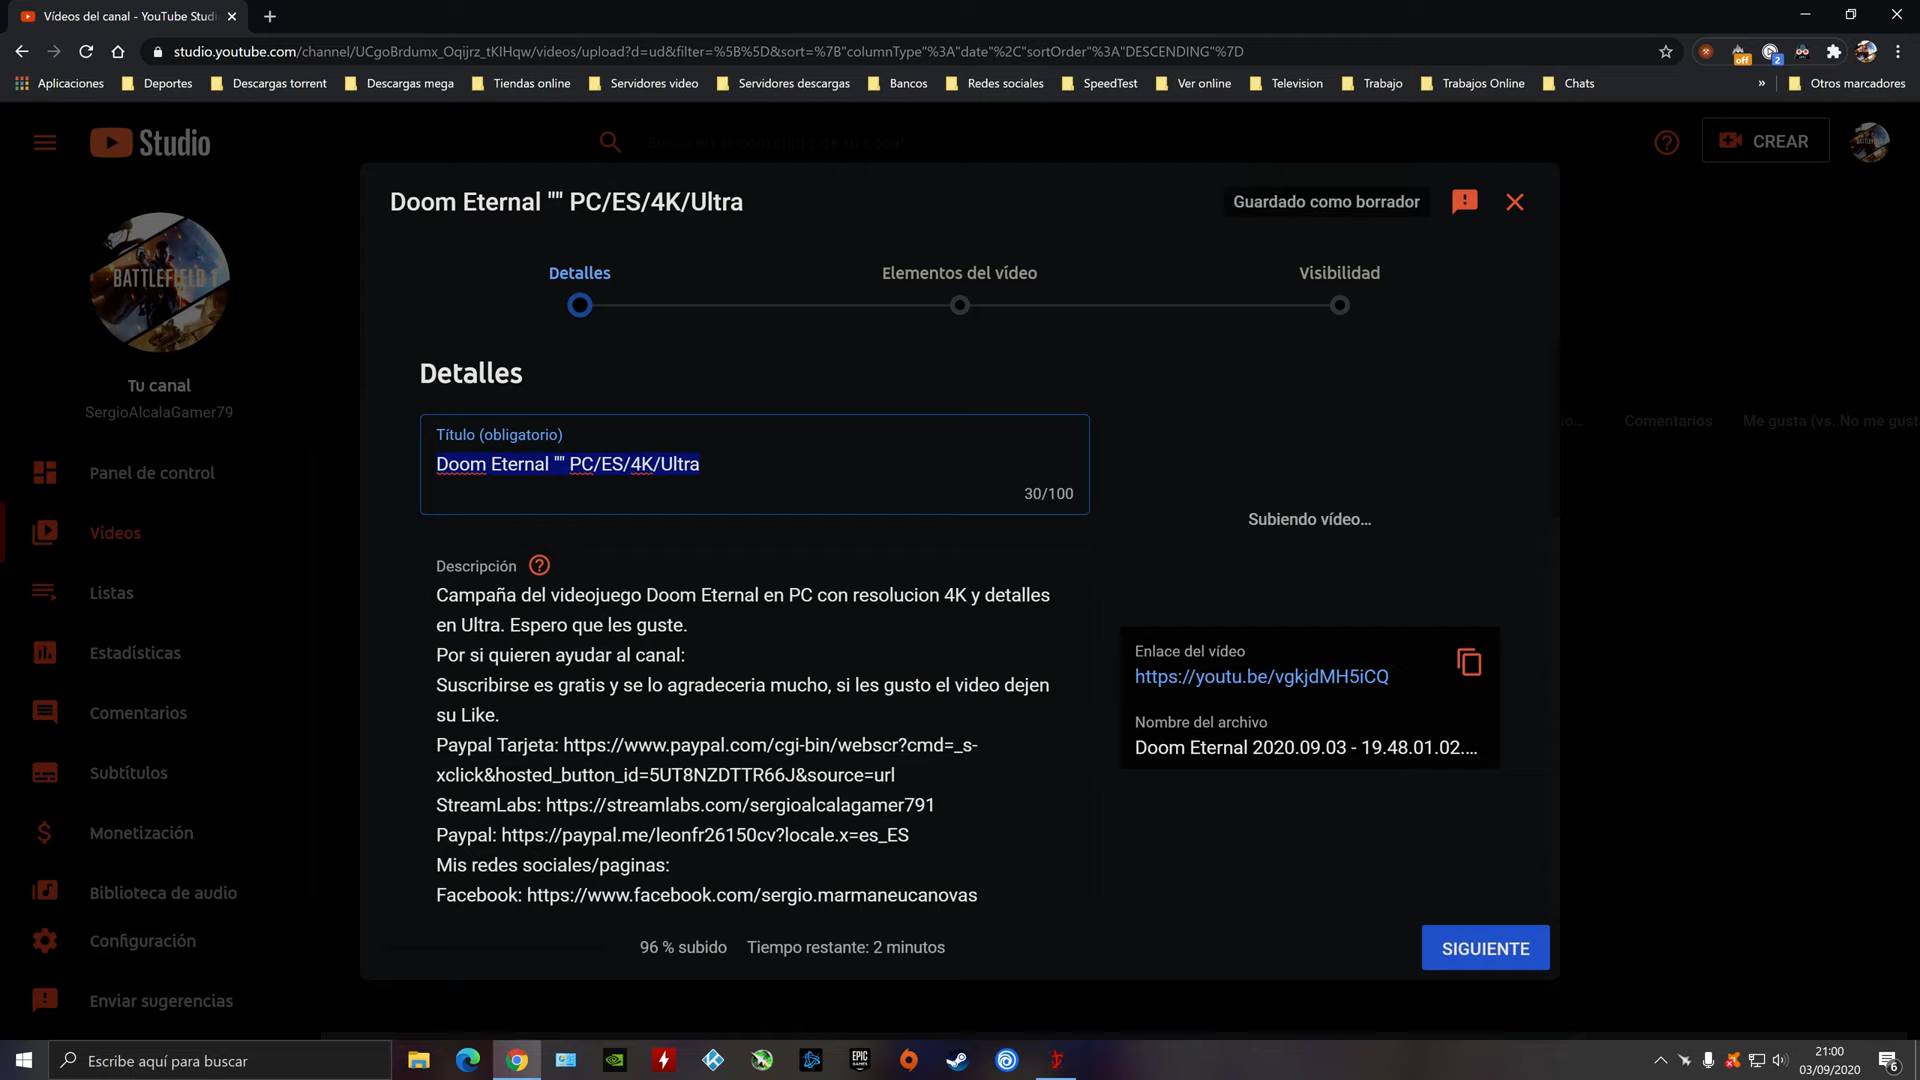 Vídeos del canal - YouTube Studi
studio.youtube.com/channel/UCgoBrdumx_Oqijrz_tKIHqw/videos/upload?d=ud&filter=%5B%5D&sort=%7B"columnType"%3A"date"%2C"sortOrder"%3A"DESCENDING"%7D
off
2
Aplicaciones
Deportes
Descargas torrent
Descargas mega
Tiendas online
Servidores video
Servidores descargas
Bancos
Redes sociales
SpeedTest
Ver online
Television
Trabajo
Trabajos Online
Chats
»
Otros marcadores
Studio
CREAR
Doom Eternal "" PC/ES/4K/Ultra
Guardado como borrador
Detalles
Elementos del vídeo
Visibilidad
BATTLEFIELD 1
Tu canal
SergioAlcalaGamer79
Panel de control
Vídeos
Listas
Estadísticas
Comentarios
Subtítulos
Monetización
Biblioteca de audio
Configuración
Enviar sugerencias
Detalles
Título (obligatorio)
Doom Eternal "" PC/ES/4K/Ultra
30/100
Descripción
Campaña del videojuego Doom Eternal en PC con resolucion 4K y detalles
en Ultra. Espero que les guste.
Por si quieren ayudar al canal:
Suscribirse es gratis y se lo agradeceria mucho, si les gusto el video dejen
su Like.
Paypal Tarjeta: https://www.paypal.com/cgi-bin/webscr?cmd=_s-
xclick&hosted_button_id=5UT8NZDTTR66J&source=url
StreamLabs: https://streamlabs.com/sergioalcalagamer791
Paypal: https://paypal.me/leonfr26150cv?locale.x=es_ES
Mis redes sociales/paginas:
Facebook: https://www.facebook.com/sergio.marmaneucanovas
Subiendo vídeo...
Enlace del vídeo
https://youtu.be/vgkjdMH5iCQ
Nombre del archivo
Doom Eternal 2020.09.03 - 19.48.01.02....
Comentarios
Me gusta (vs. No me gust
96 % subido
Tiempo restante: 2 minutos
SIGUIENTE
Escribe aquí para buscar
EPIC
GAMES
21:00
03/09/2020
6